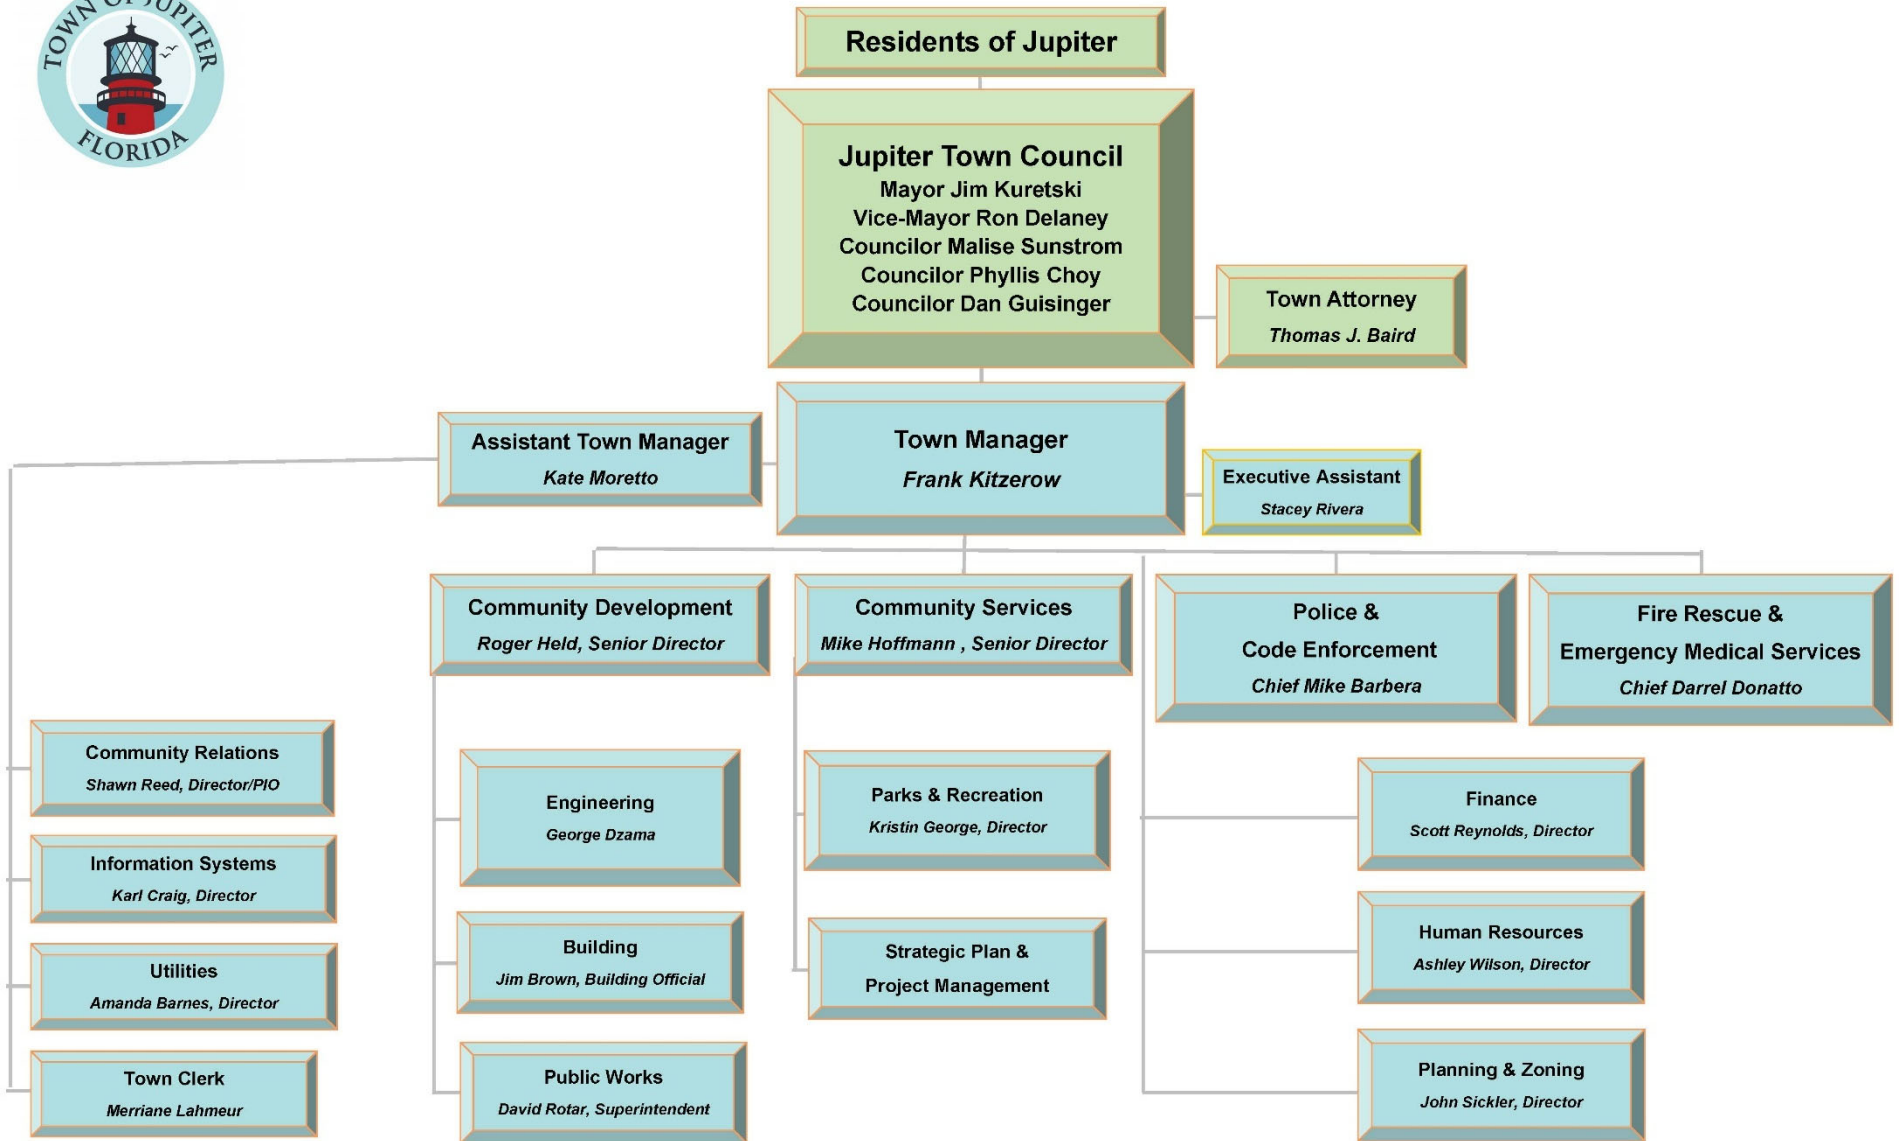 TOWN OF JUPITER
FLORIDA
Residents of Jupiter
Jupiter Town Council
Mayor Jim Kuretski
Vice-Mayor Ron Delaney
Councilor Malise Sunstrom
Councilor Phyllis Choy
Councilor Dan Guisinger
Town Attorney
Thomas J. Baird
Assistant Town Manager
Kate Moretto
Town Manager
Frank Kitzerow
Executive Assistant
Stacey Rivera
Community Development
Roger Held, Senior Director
Community Services
Mike Hoffmann , Senior Director
Police &
Code Enforcement
Chief Mike Barbera
Fire Rescue &
Emergency Medical Services
Chief Darrel Donatto
Community Relations
Shawn Reed, Director/PIO
Information Systems
Karl Craig, Director
Utilities
Amanda Barnes, Director
Town Clerk
Merriane Lahmeur
Engineering
George Dzama
Building
Jim Brown, Building Official
Public Works
David Rotar, Superintendent
Parks & Recreation
Kristin George, Director
Strategic Plan &
Project Management
Finance
Scott Reynolds, Director
Human Resources
Ashley Wilson, Director
Planning & Zoning
John Sickler, Director